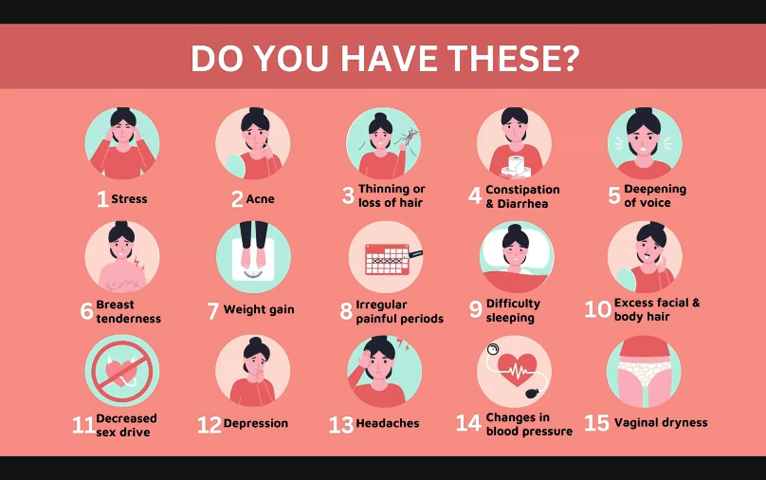 DO YOU HAVE THESE?
1 Stress
2 Acne
3 Thinning or
loss of hair
4 Constipation
& Diarrhea
5 Deepening
of voice
6 Breast
tenderness
7 Weight gain
8 Irregular
painful periods
9 Difficulty
sleeping
10 Excess facial &
body hair
11 Decreased
sex drive
12 Depression
13 Headaches
14 Changes in
blood pressure
15 Vaginal dryness